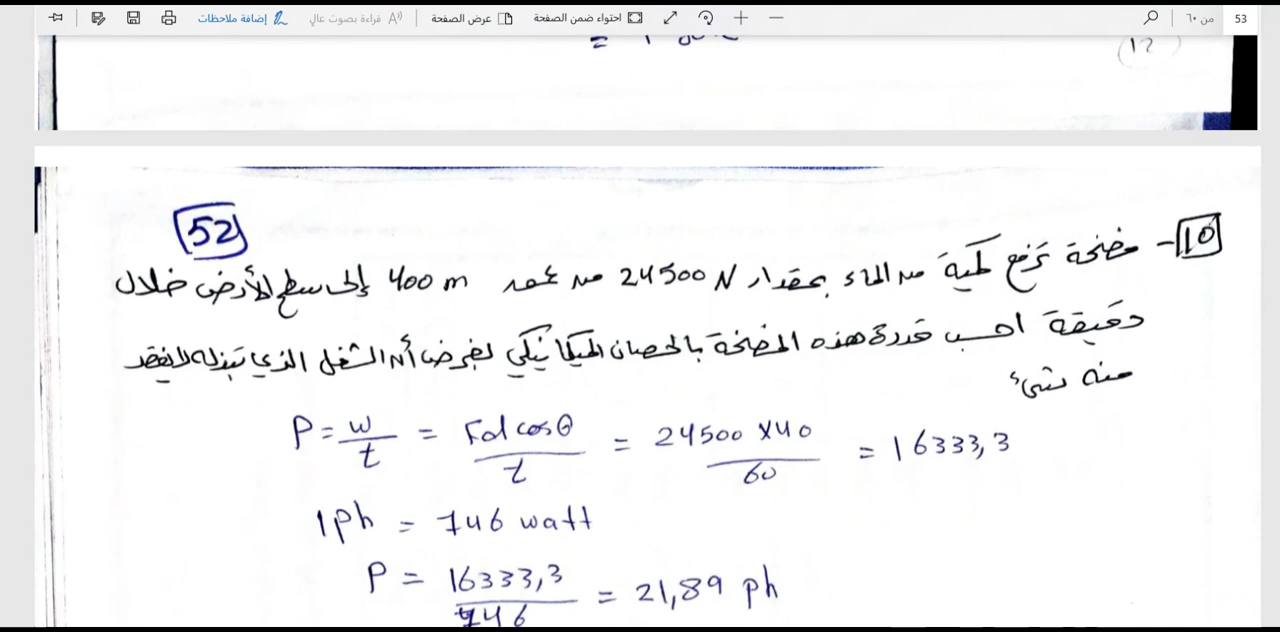 53 من ٦٠ احتواء ضمن الصفحة عرض الصفحة قراءة بصوت عالٍ إضافة ملاحظات
(12)
52
10- مضخة ترفع كمية من الماء بمقدار 24500 N من عمق 400 m إلى سطح الأرض خلال
دقيقة احسب قدرة هذه المضخة بالحصان الميكانيكي بفرض أن الشغل الذي تبذله لا يفقد
منه شيء
P = w/t = Fd cosθ/t = 24500 x40/60 = 16333,3
1ph = 746 watt
P = 16333,3/746 = 21,89 ph